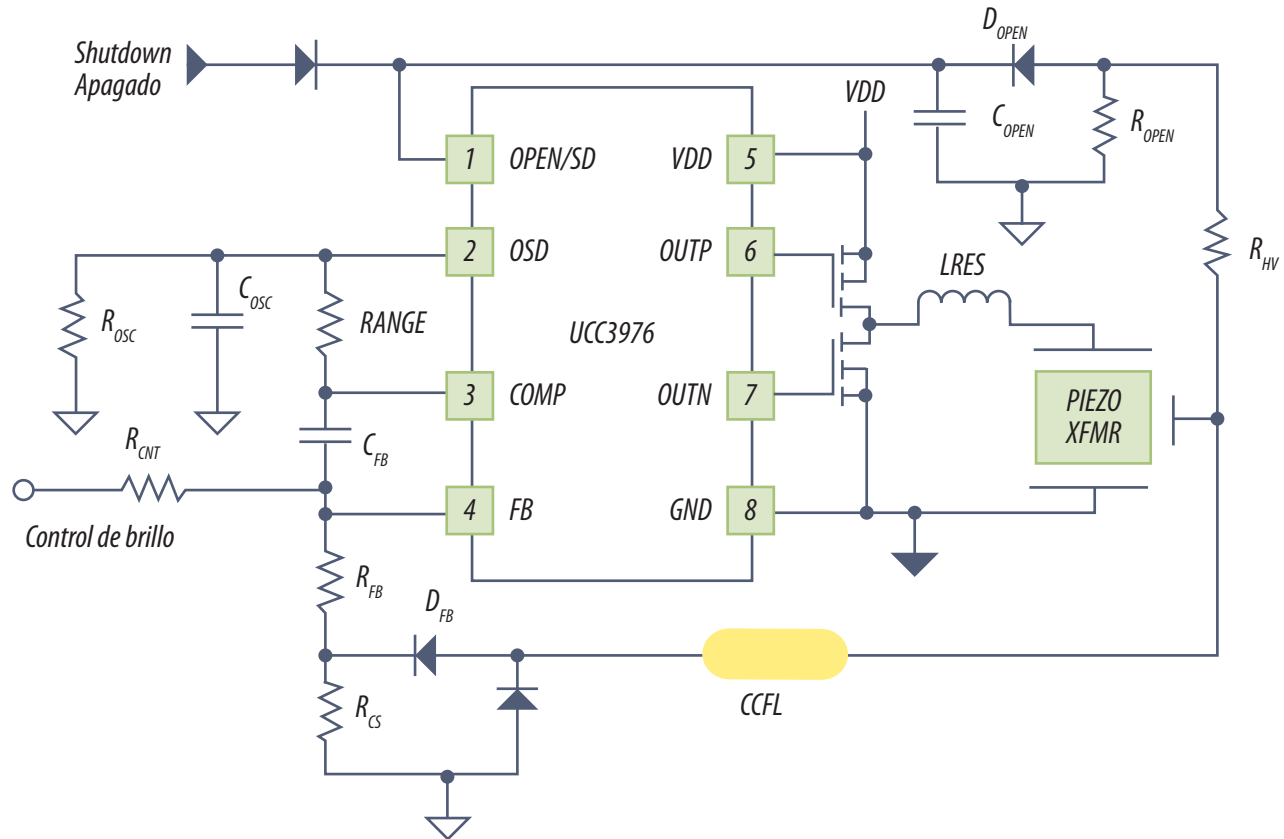 Shutdown
Apagado
D_OPEN
VDD
C_OPEN
R_OPEN
1 OPEN/SD
VDD 5
2 OSD
OUTP 6
R_HV
LRES
C_OSC
R_OSC
RANGE
UCC3976
3 COMP
OUTN 7
PIEZO
XFMR
R_CNT
C_FB
4 FB
GND 8
Control de brillo
R_FB
D_FB
R_CS
CCFL